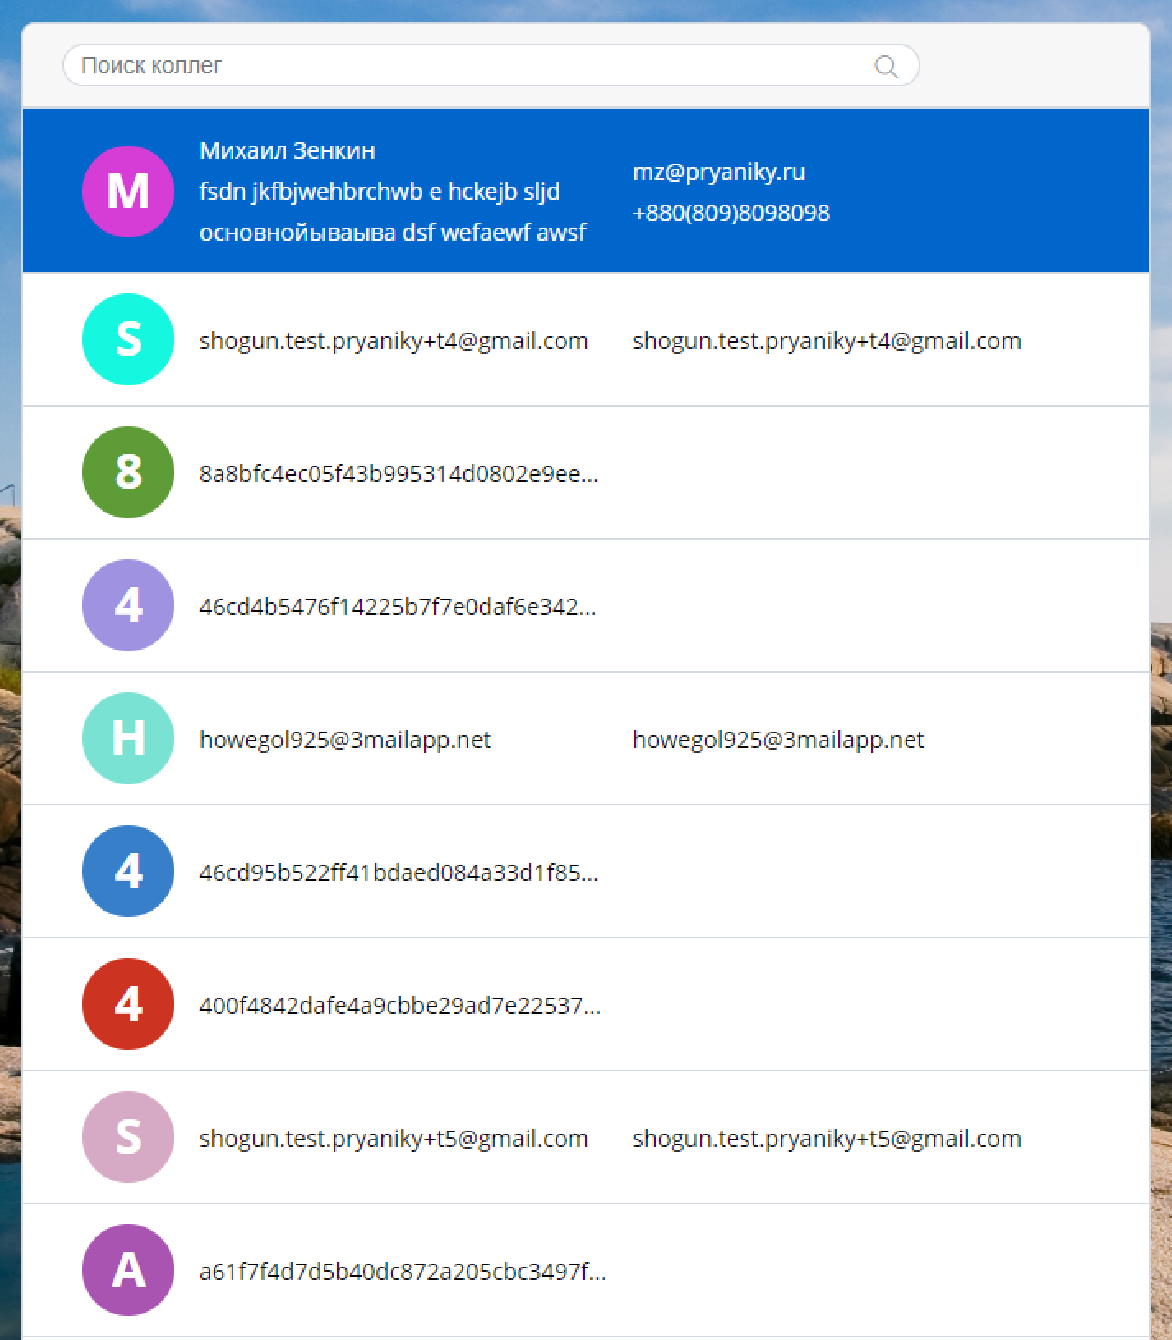 Поиск коллег
M
Михаил Зенкин
fsdn jkfbjwehbrchwb e hckejb sljd
основнойываыва dsf wefaewf awsf
mz@pryaniky.ru
+880(809)8098098
S
shogun.test.pryaniky+t4@gmail.com
shogun.test.pryaniky+t4@gmail.com
8
8a8bfc4ec05f43b995314d0802e9ee...
4
46cd4b5476f14225b7f7e0daf6e342...
H
howegol925@3mailapp.net
howegol925@3mailapp.net
4
46cd95b522ff41bdaed084a33d1f85...
4
400f4842dafe4a9cbbe29ad7e22537...
S
shogun.test.pryaniky+t5@gmail.com
shogun.test.pryaniky+t5@gmail.com
A
a61f7f4d7d5b40dc872a205cbc3497f...